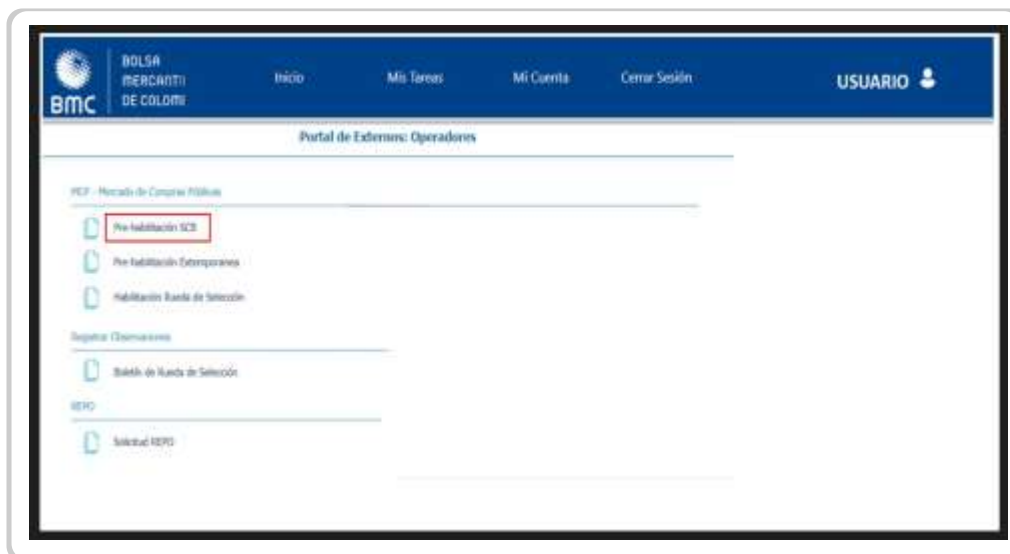 BMC
BOLSA
MERCANTIL
DE COLOMI
Inicio Mis Tareas Mi Cuenta Cerrar Sesión USUARIO
Portal de Externos: Operadores
MCP - Mercado de Compras Públicas
Pre-habilitación SCB
Pre-habilitación Extemporanea
Habilitación Rueda de Selección
Registrar Observaciones
Boletín de Rueda de Selección
REPO
Solicitud REPO